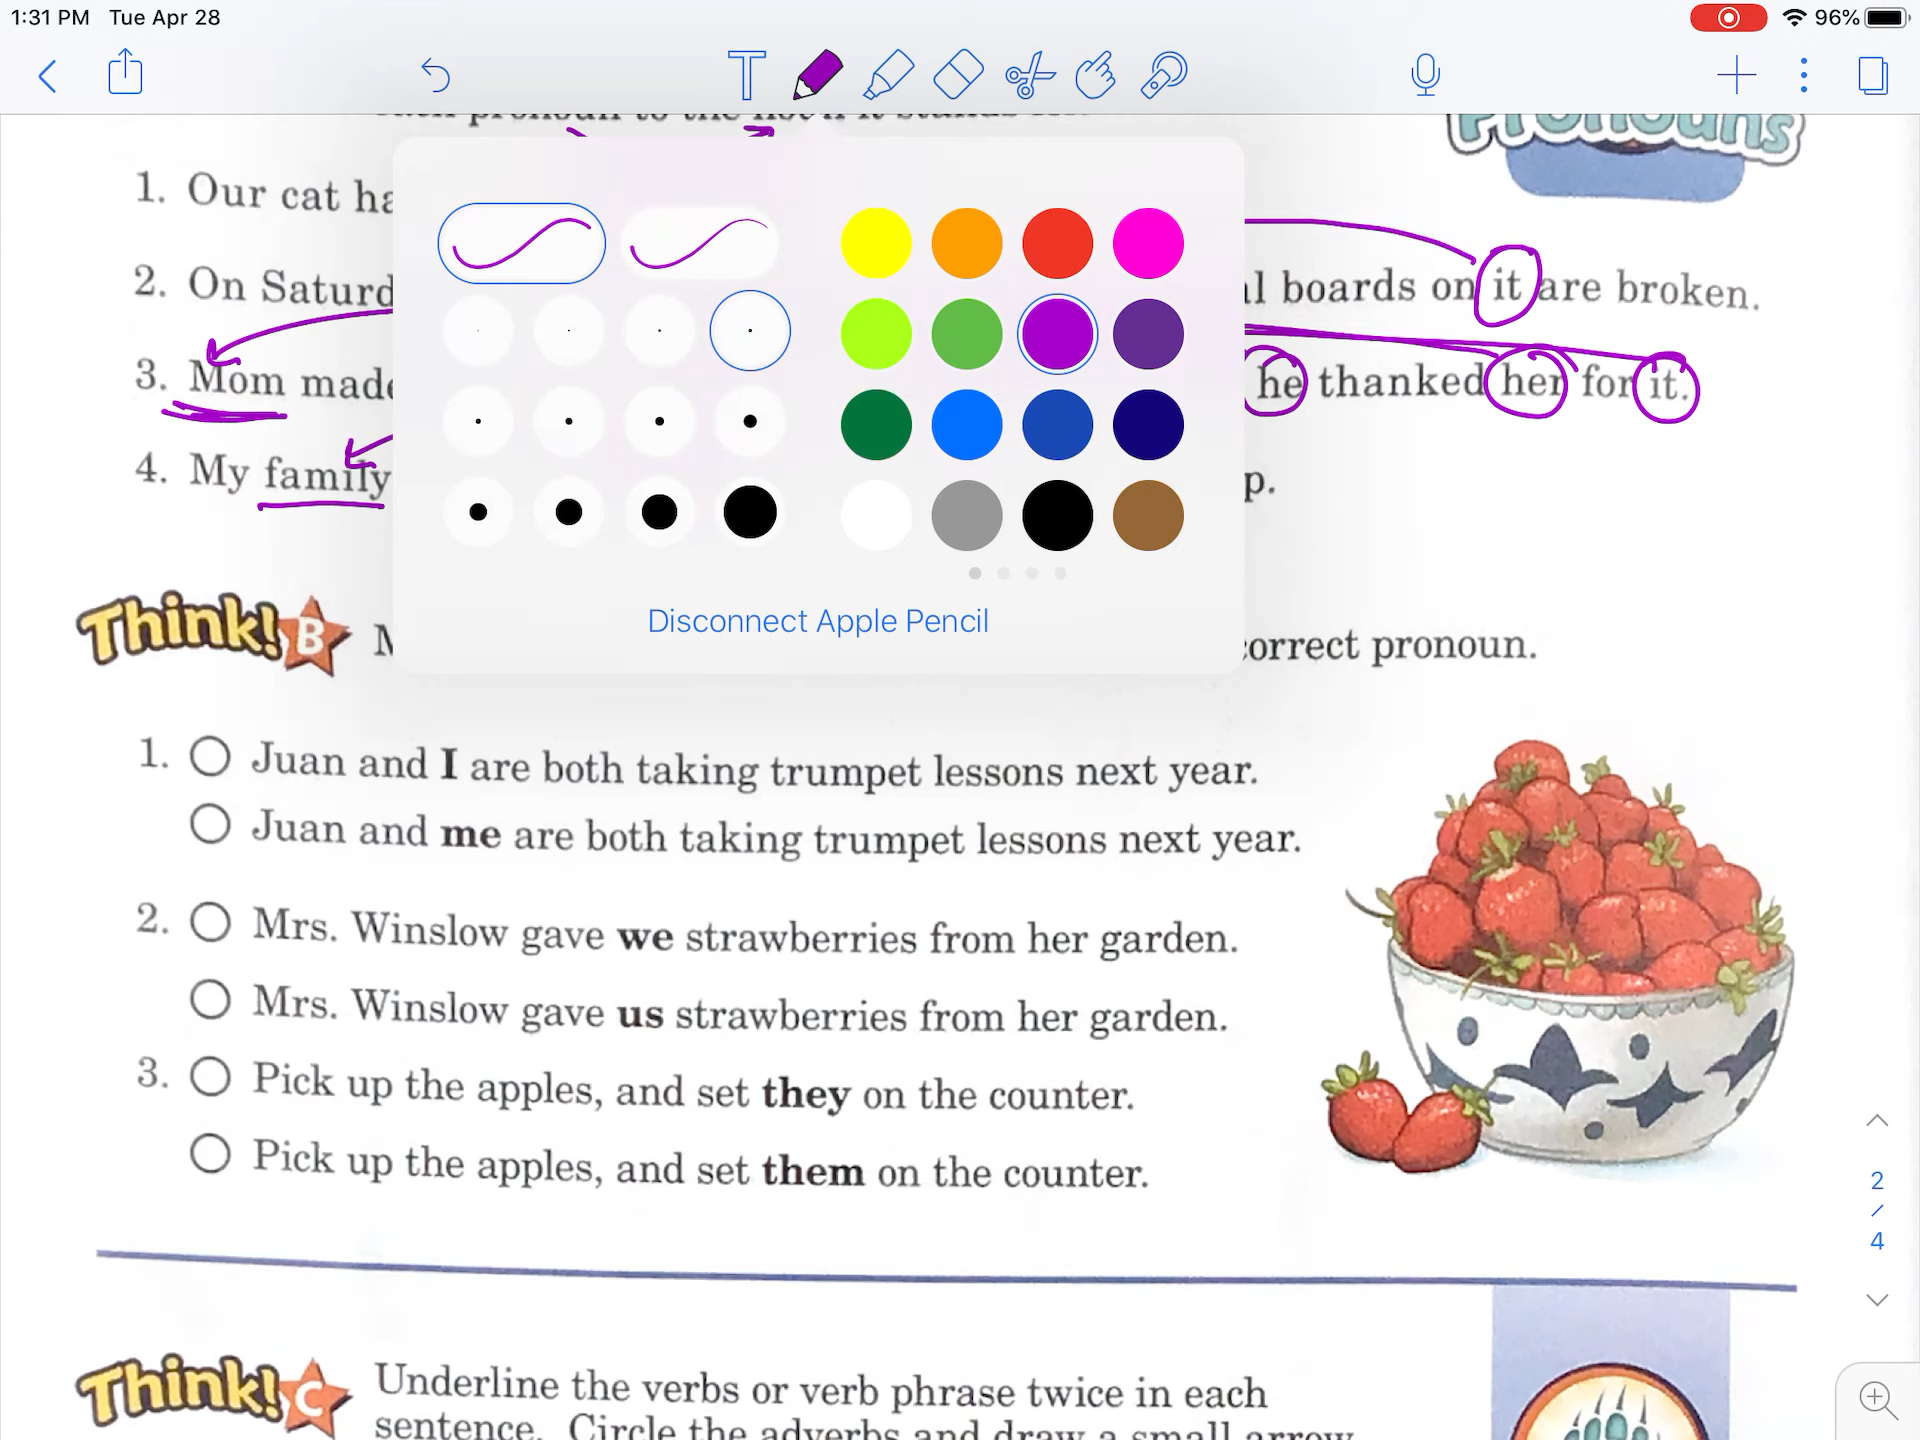 1:31 PM Tue Apr 28
96%
T
Pronouns
1. Our cat
2. On
l boards on it are broken.
3. Mom made
he thanked her for it.
4. My family
p.
Disconnect Apple Pencil
Think! B
correct pronoun.
1. Juan and I are both taking trumpet lessons next year.
Juan and me are both taking trumpet lessons next year.
2. Mrs. Winslow gave we strawberries from her garden.
Mrs. Winslow gave us strawberries from her garden.
3. Pick up the apples, and set they on the counter.
Pick up the apples, and set them on the counter.
2
/
4
Think! C
Underline the verbs or verb phrase twice in each
sentence. Circle the adverbs and draw a small arrow